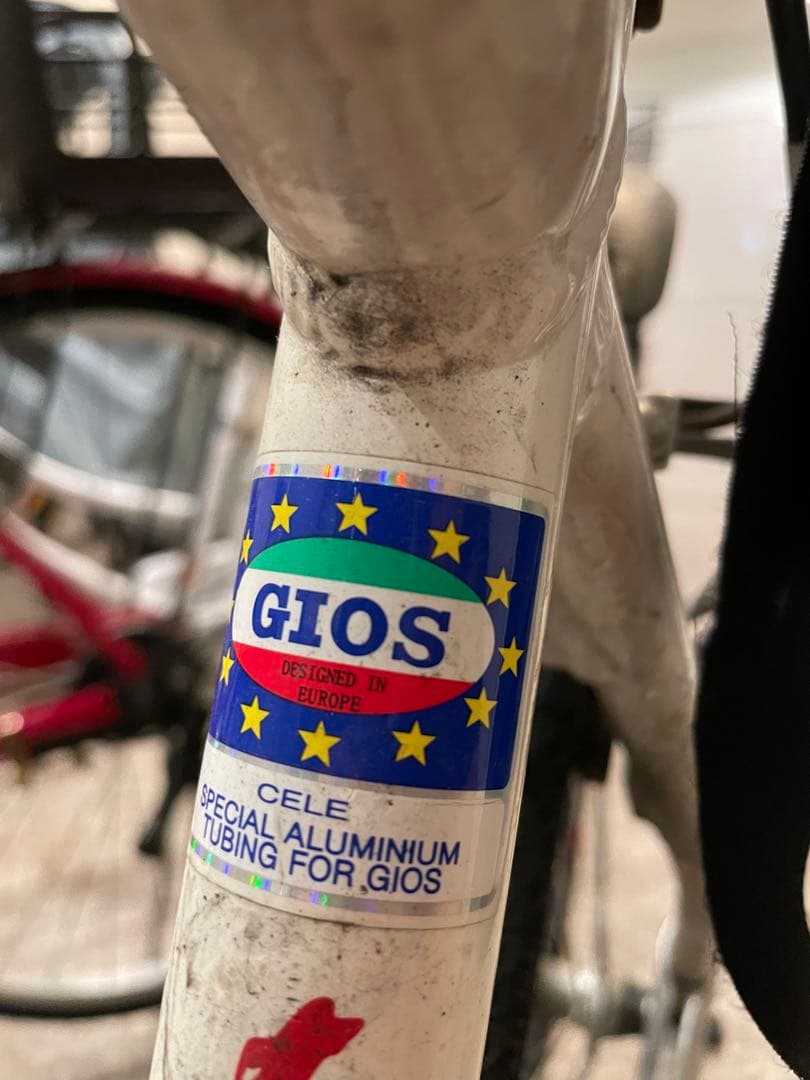 GIOS
DESIGNED IN
EUROPE
CELE
SPECIAL ALUMINIUM
TUBING FOR GIOS